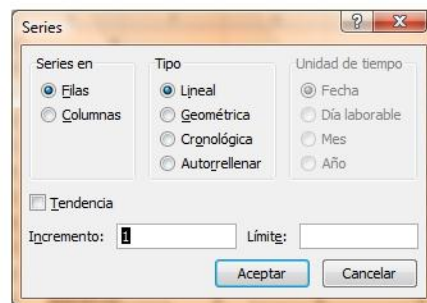 Series
Series en
Filas
Columnas
Tipo
Lineal
Geométrica
Cronológica
Autorrellenar
Unidad de tiempo
Fecha
Día laborable
Mes
Año
Tendencia
Incremento: 1 Límite:
Aceptar Cancelar